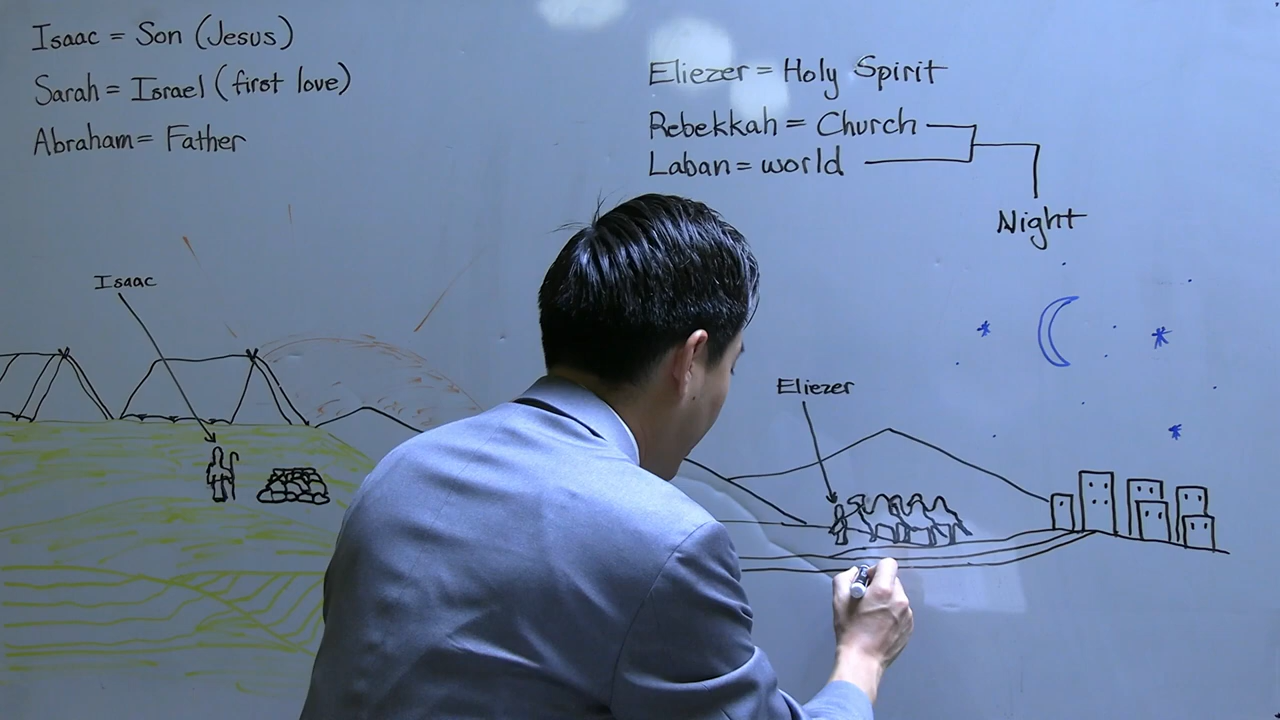 Isaac = Son (Jesus)
Sarah = Israel (first love)
Abraham = Father
Eliezer = Holy Spirit
Rebekkah = Church
Laban = world
Night
Isaac
Eliezer